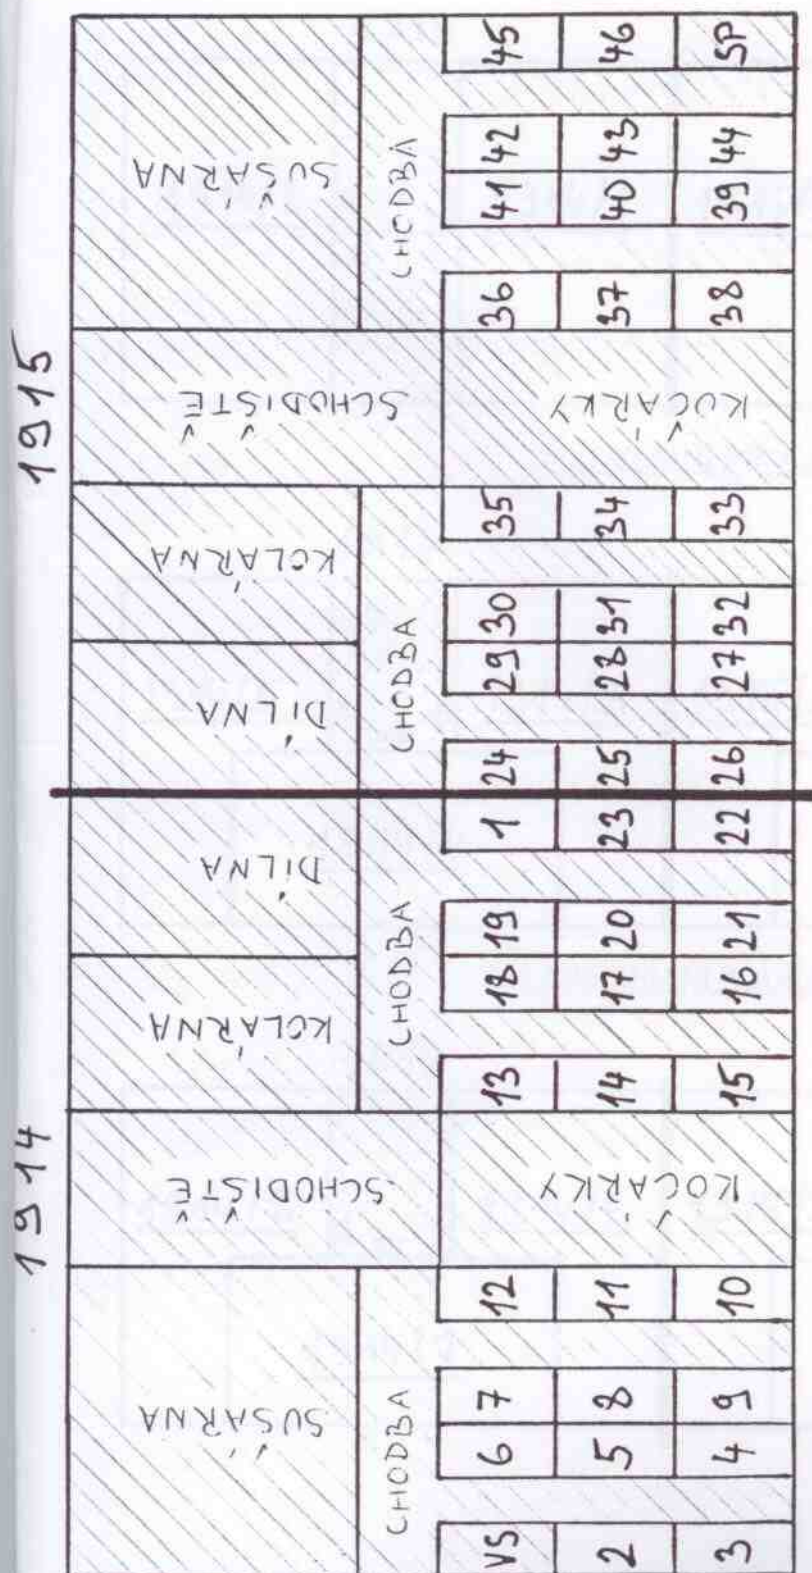 1914 1915
SUŠÁRNA SCHODIŠTĚ KOLÁRNA DÍLNA DÍLNA KOLÁRNA SCHODIŠTĚ SUŠÁRNA
CHODBA CHODBA CHODBA CHODBA
VS 6 7 12 13 18 19 1 24 29 30 35 36 41 42 45
2 5 8 11 KOČÁRKY 14 17 20 23 25 28 31 34 KOČÁRKY 37 40 43 46
3 4 9 10 15 16 21 22 26 27 32 33 38 39 44 SP